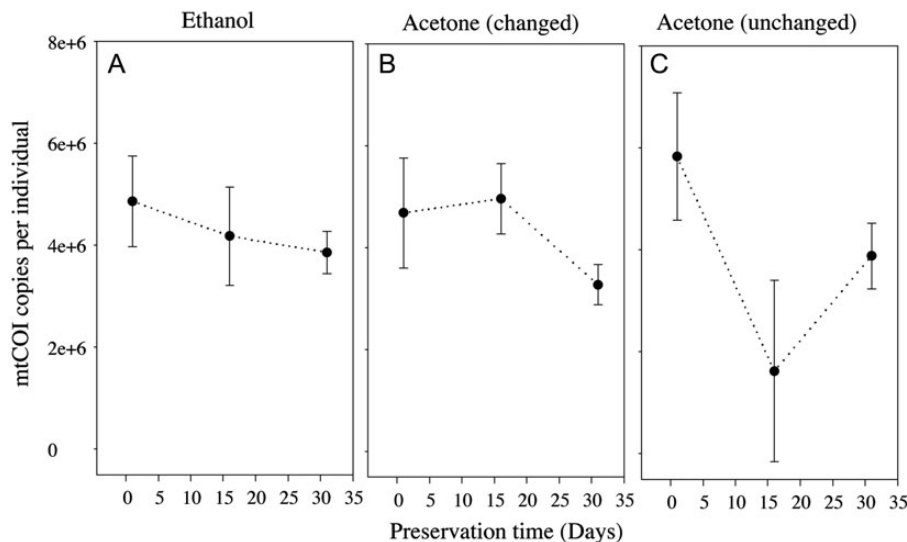 Ethanol
Acetone (changed)
Acetone (unchanged)
A
B
C
8e+6
6e+6
4e+6
2e+6
0
mtCOI copies per individual
0 5 10 15 20 25 30 35
0 5 10 15 20 25 30 35
0 5 10 15 20 25 30 35
Preservation time (Days)